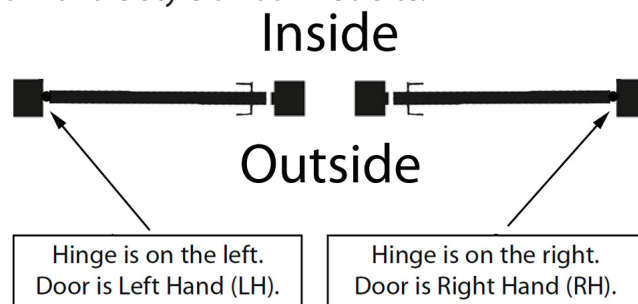 Inside
Outside
Hinge is on the left.
Door is Left Hand (LH).
Hinge is on the right.
Door is Right Hand (RH).